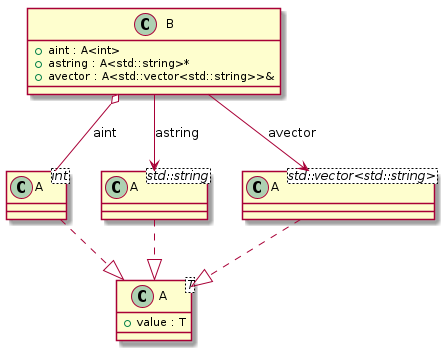 C B
aint : A<int>
astring : A<std::string>*
avector : A<std::vector<std::string>>&
aint
astring
avector
C A int
C A std::string
C A std::vector<std::string>
C A T
value : T